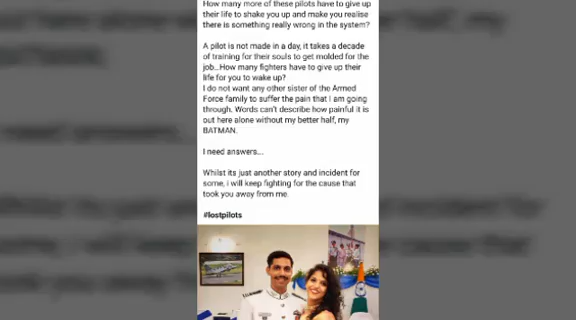 How many more of these pilots have to give up
their life to shake you up and make you realise
there is something really wrong in the system?
A pilot is not made in a day, it takes a decade
of training for their souls to get molded for the
job...How many fighters have to give up their
life for you to wake up?
I do not want any other sister of the Armed
Force family to suffer the pain that I am going
through. Words can't describe how painful it is
out here alone without my better half, my
BATMAN.
I need answers...
Whilst its just another story and incident for
some, i will keep fighting for the cause that
took you away from me.
#lostpilots